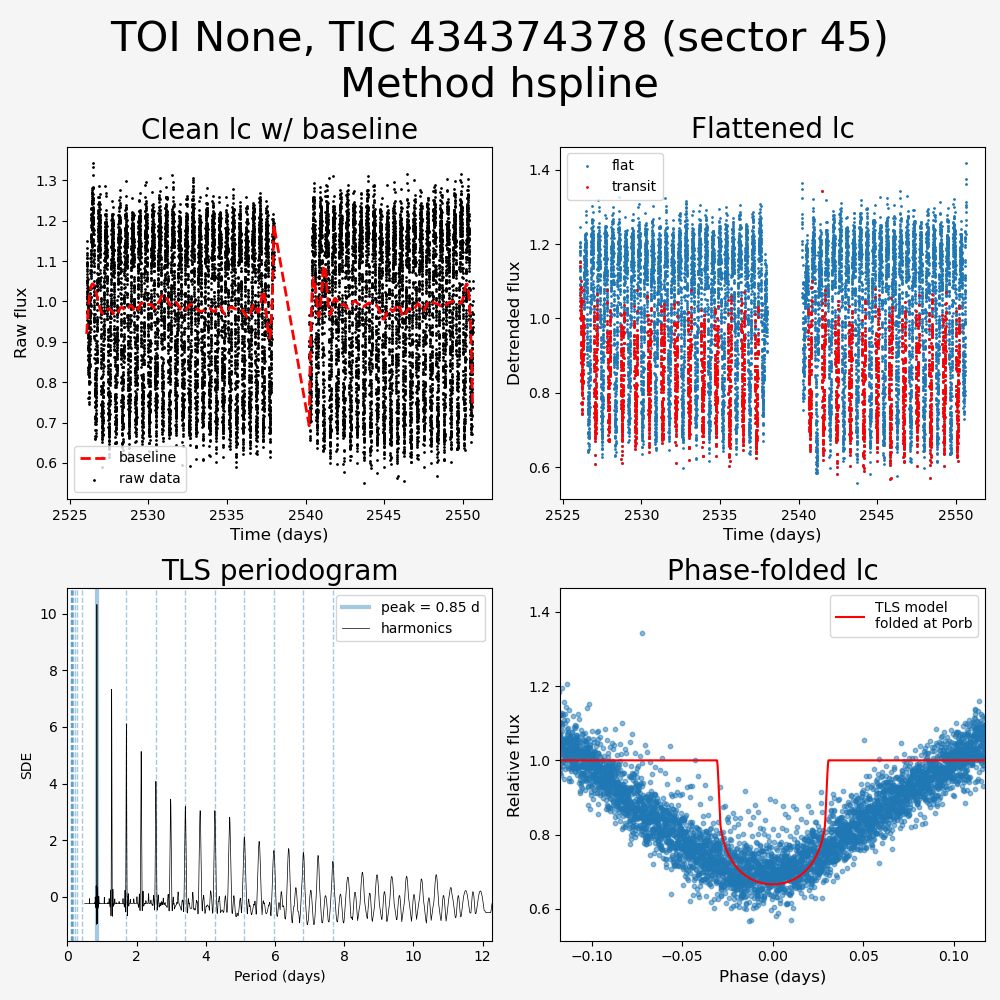 TOI None, TIC 434374378 (sector 45)
Method hspline
Clean lc w/ baseline
Raw flux
1.3
1.2
1.1
1.0
0.9
0.8
0.7
0.6
baseline
raw data
2525 2530 2535 2540 2545 2550
Time (days)
Flattened lc
Detrended flux
1.4
1.2
1.0
0.8
0.6
flat
transit
2525 2530 2535 2540 2545 2550
Time (days)
TLS periodogram
SDE
10
8
6
4
2
0
peak = 0.85 d
harmonics
0 2 4 6 8 10 12
Period (days)
Phase-folded lc
Relative flux
1.4
1.2
1.0
0.8
0.6
TLS model
folded at Porb
−0.10 −0.05 0.00 0.05 0.10
Phase (days)